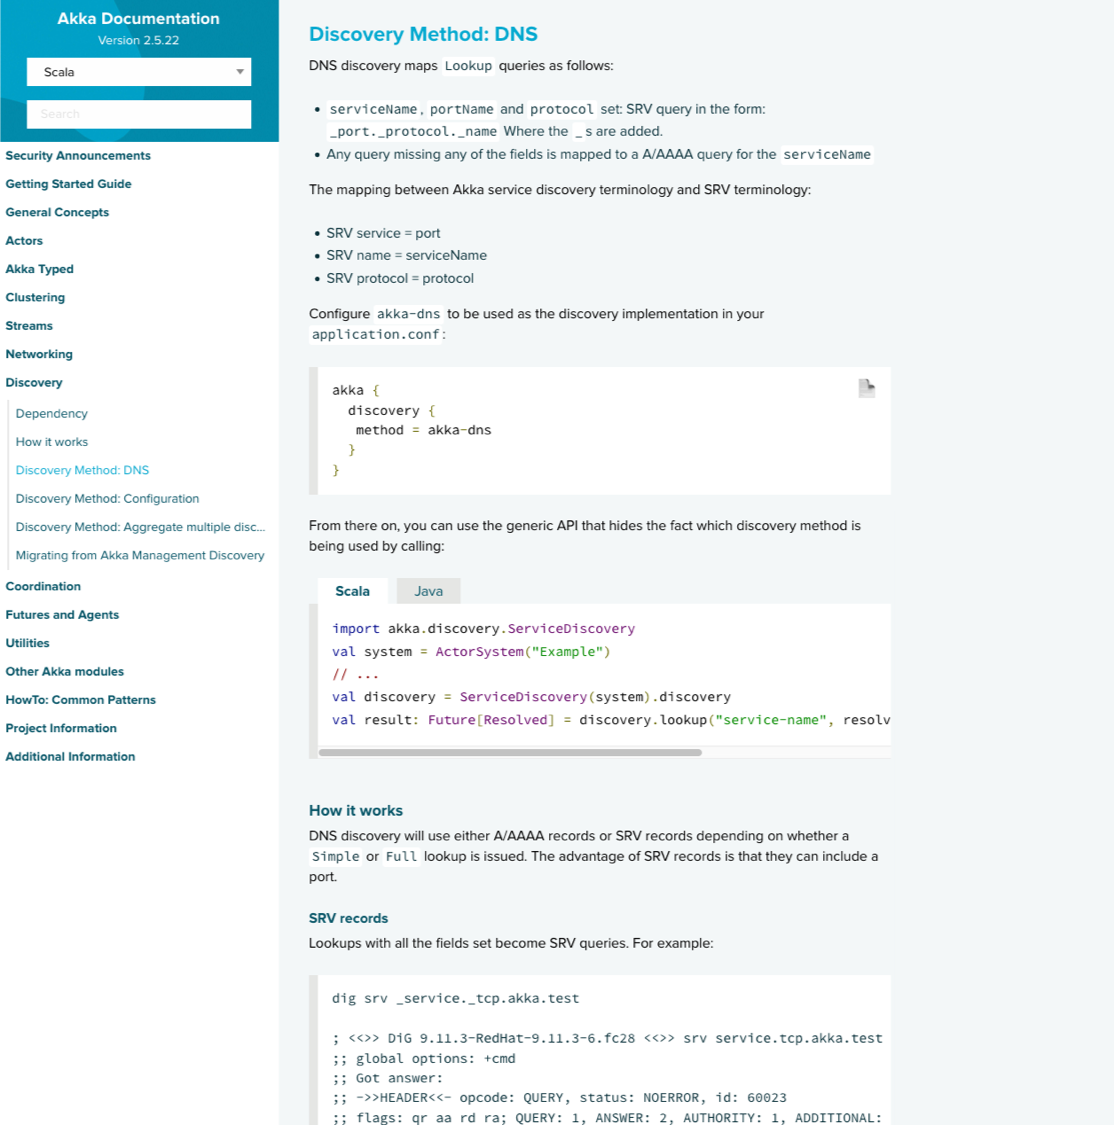 Akka Documentation
Version 2.5.22
Scala
Search
Security Announcements
Getting Started Guide
General Concepts
Actors
Akka Typed
Clustering
Streams
Networking
Discovery
Dependency
How it works
Discovery Method: DNS
Discovery Method: Configuration
Discovery Method: Aggregate multiple disc...
Migrating from Akka Management Discovery
Coordination
Futures and Agents
Utilities
Other Akka modules
HowTo: Common Patterns
Project Information
Additional Information
Discovery Method: DNS
DNS discovery maps Lookup queries as follows:
• serviceName, portName and protocol set: SRV query in the form:
_port._protocol._name Where the _s are added.
• Any query missing any of the fields is mapped to a A/AAAA query for the serviceName
The mapping between Akka service discovery terminology and SRV terminology:
• SRV service = port
• SRV name = serviceName
• SRV protocol = protocol
Configure akka-dns to be used as the discovery implementation in your
application.conf:
akka {
discovery {
method = akka-dns
}
}
From there on, you can use the generic API that hides the fact which discovery method is
being used by calling:
Scala Java
import akka.discovery.ServiceDiscovery
val system = ActorSystem("Example")
// ...
val discovery = ServiceDiscovery(system).discovery
val result: Future[Resolved] = discovery.lookup("service-name", resolv
How it works
DNS discovery will use either A/AAAA records or SRV records depending on whether a
Simple or Full lookup is issued. The advantage of SRV records is that they can include a
port.
SRV records
Lookups with all the fields set become SRV queries. For example:
dig srv _service._tcp.akka.test
; <<>> DiG 9.11.3-RedHat-9.11.3-6.fc28 <<>> srv service.tcp.akka.test
;; global options: +cmd
;; Got answer:
;; ->>HEADER<<- opcode: QUERY, status: NOERROR, id: 60023
;; flags: qr aa rd ra; QUERY: 1, ANSWER: 2, AUTHORITY: 1, ADDITIONAL: